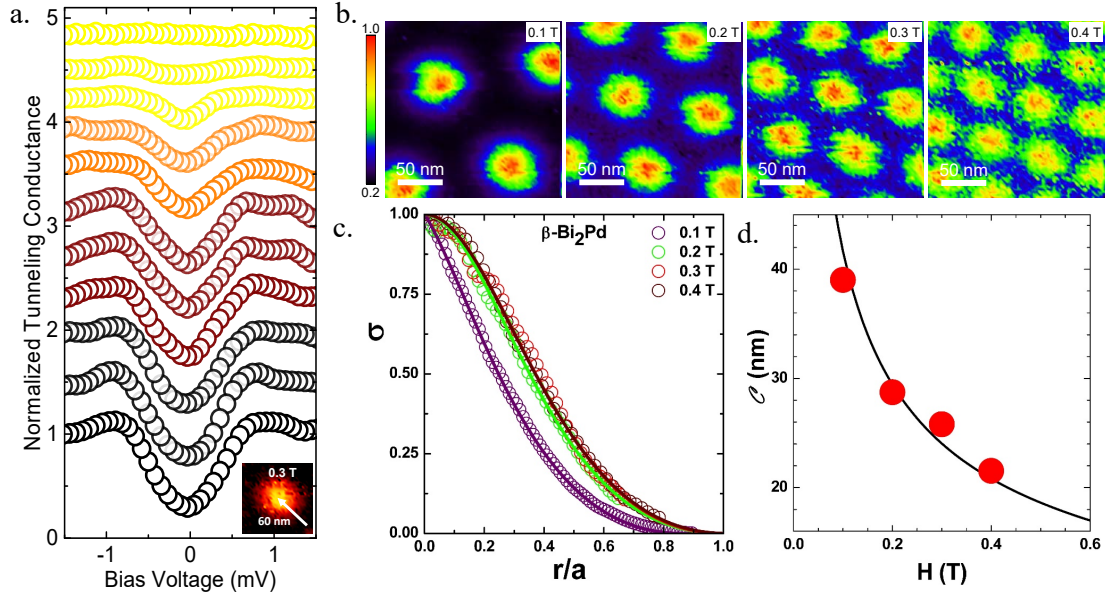 a.
5
4
3
2
1
0
Normalized Tunneling Conductance
-1
0
1
Bias Voltage (mV)
0.3 T
60 nm
b.
1.0
0.2
0.1 T
50 nm
0.2 T
50 nm
0.3 T
50 nm
0.4 T
50 nm
c.
1.00
0.75
0.50
0.25
0.00
σ
β-Bi2Pd
0.1 T
0.2 T
0.3 T
0.4 T
0.0
0.2
0.4
0.6
0.8
1.0
r/a
d.
40
30
20
𝒞 (nm)
0.0
0.2
0.4
0.6
H (T)